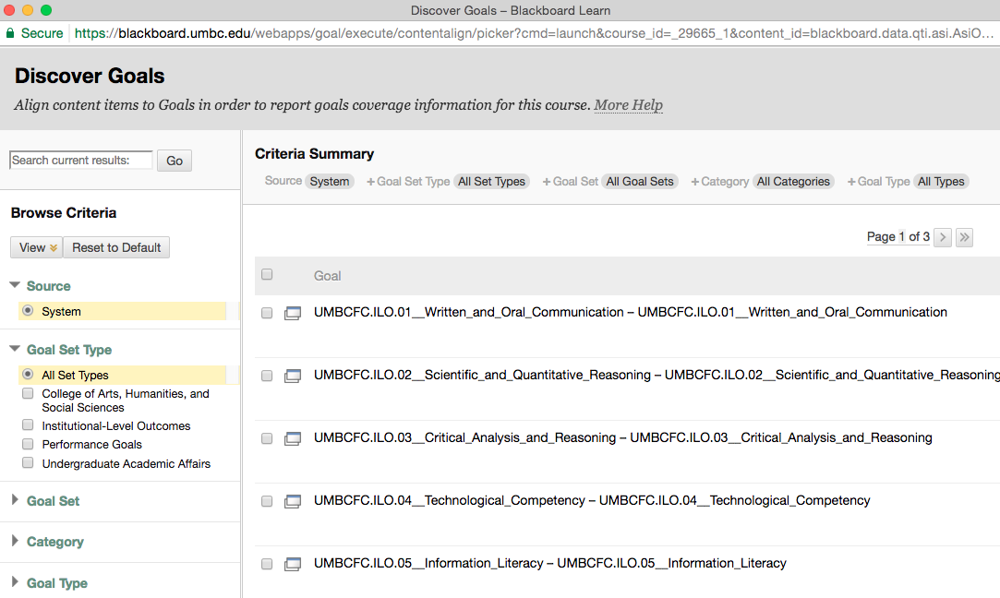 Discover Goals – Blackboard Learn
Secure
https://blackboard.umbc.edu/webapps/goal/execute/contentalign/picker?cmd=launch&course_id=_29665_1&content_id=blackboard.data.qti.asi.AsiO…
Discover Goals
Align content items to Goals in order to report goals coverage information for this course. More Help
Search current results:
Go
Browse Criteria
View
Reset to Default
Source
System
Goal Set Type
All Set Types
College of Arts, Humanities, and
Social Sciences
Institutional-Level Outcomes
Performance Goals
Undergraduate Academic Affairs
Goal Set
Category
Goal Type
Criteria Summary
Source System + Goal Set Type All Set Types + Goal Set All Goal Sets + Category All Categories + Goal Type All Types
Page 1 of 3
Goal
UMBCFC.ILO.01__Written_and_Oral_Communication – UMBCFC.ILO.01__Written_and_Oral_Communication
UMBCFC.ILO.02__Scientific_and_Quantitative_Reasoning – UMBCFC.ILO.02__Scientific_and_Quantitative_Reasoning
UMBCFC.ILO.03__Critical_Analysis_and_Reasoning – UMBCFC.ILO.03__Critical_Analysis_and_Reasoning
UMBCFC.ILO.04__Technological_Competency – UMBCFC.ILO.04__Technological_Competency
UMBCFC.ILO.05__Information_Literacy – UMBCFC.ILO.05__Information_Literacy